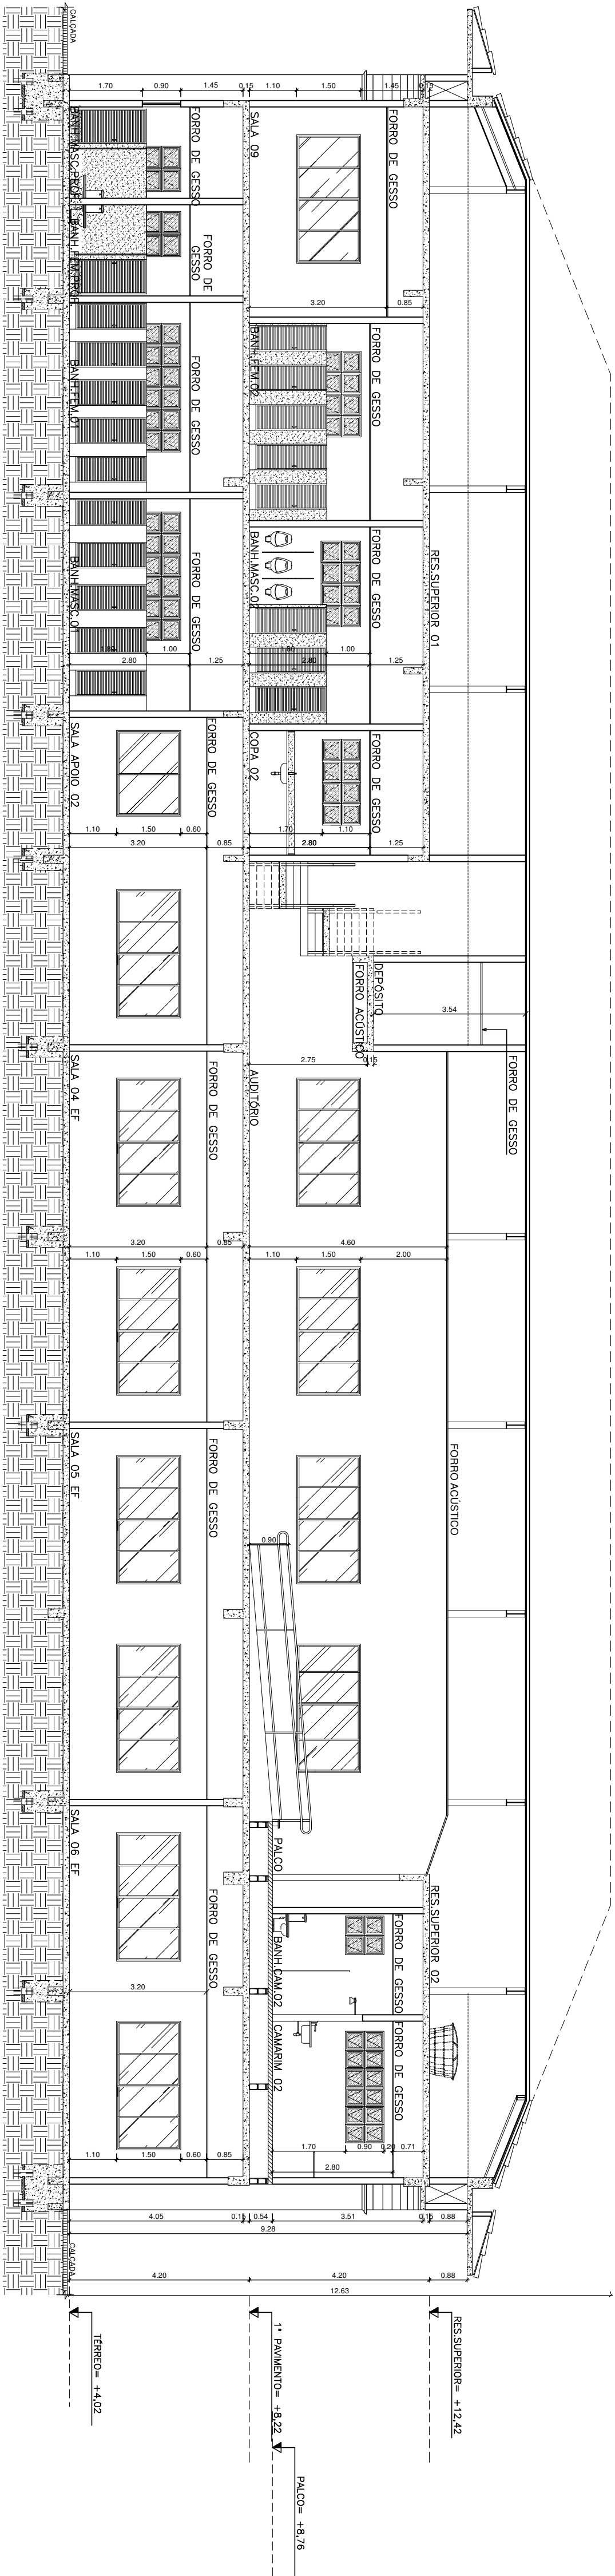 CALÇADA
1.70
0.90
1.45
0.15
1.10
1.50
1.45
0.15
BANH.MASC.PROF.
FORRO DE GESSO
SALA 09
FORRO DE GESSO
BANH.FEM.PROF.
FORRO DE
GESSO
3.20
0.85
BANH.FEM.01
FORRO DE GESSO
BANH.FEM.02
FORRO DE GESSO
BANH.MASC.01
FORRO DE GESSO
BANH.MASC.02
FORRO DE GESSO
RES.SUPERIOR 01
1.80
1.00
1.80
1.00
2.80
1.25
2.80
1.25
SALA APOIO 02
FORRO DE GESSO
COPA 02
FORRO DE GESSO
1.10
1.50
0.60
1.70
1.10
3.20
0.85
2.80
1.25
DEPÓSITO
FORRO ACÚSTICO
3.54
FORRO DE GESSO
2.75
0.15
SALA 04 EF
FORRO DE GESSO
AUDITÓRIO
3.20
0.85
4.60
1.10
1.50
0.60
1.10
1.50
2.00
SALA 05 EF
FORRO DE GESSO
FORRO ACÚSTICO
0.90
SALA 06 EF
FORRO DE GESSO
PALCO
RES.SUPERIOR 02
BANH.CAM.02
FORRO DE GESSO
3.20
CAMARIM 02
FORRO DE GESSO
1.10
1.50
0.60
0.85
1.70
0.90
0.20
0.71
2.80
4.05
0.15
0.54
3.51
0.15
0.88
9.28
CALÇADA
4.20
4.20
0.88
12.63
TÉRREO= +4,02
1° PAVIMENTO= +8,22
RES.SUPERIOR= +12,42
PALCO= +8,76